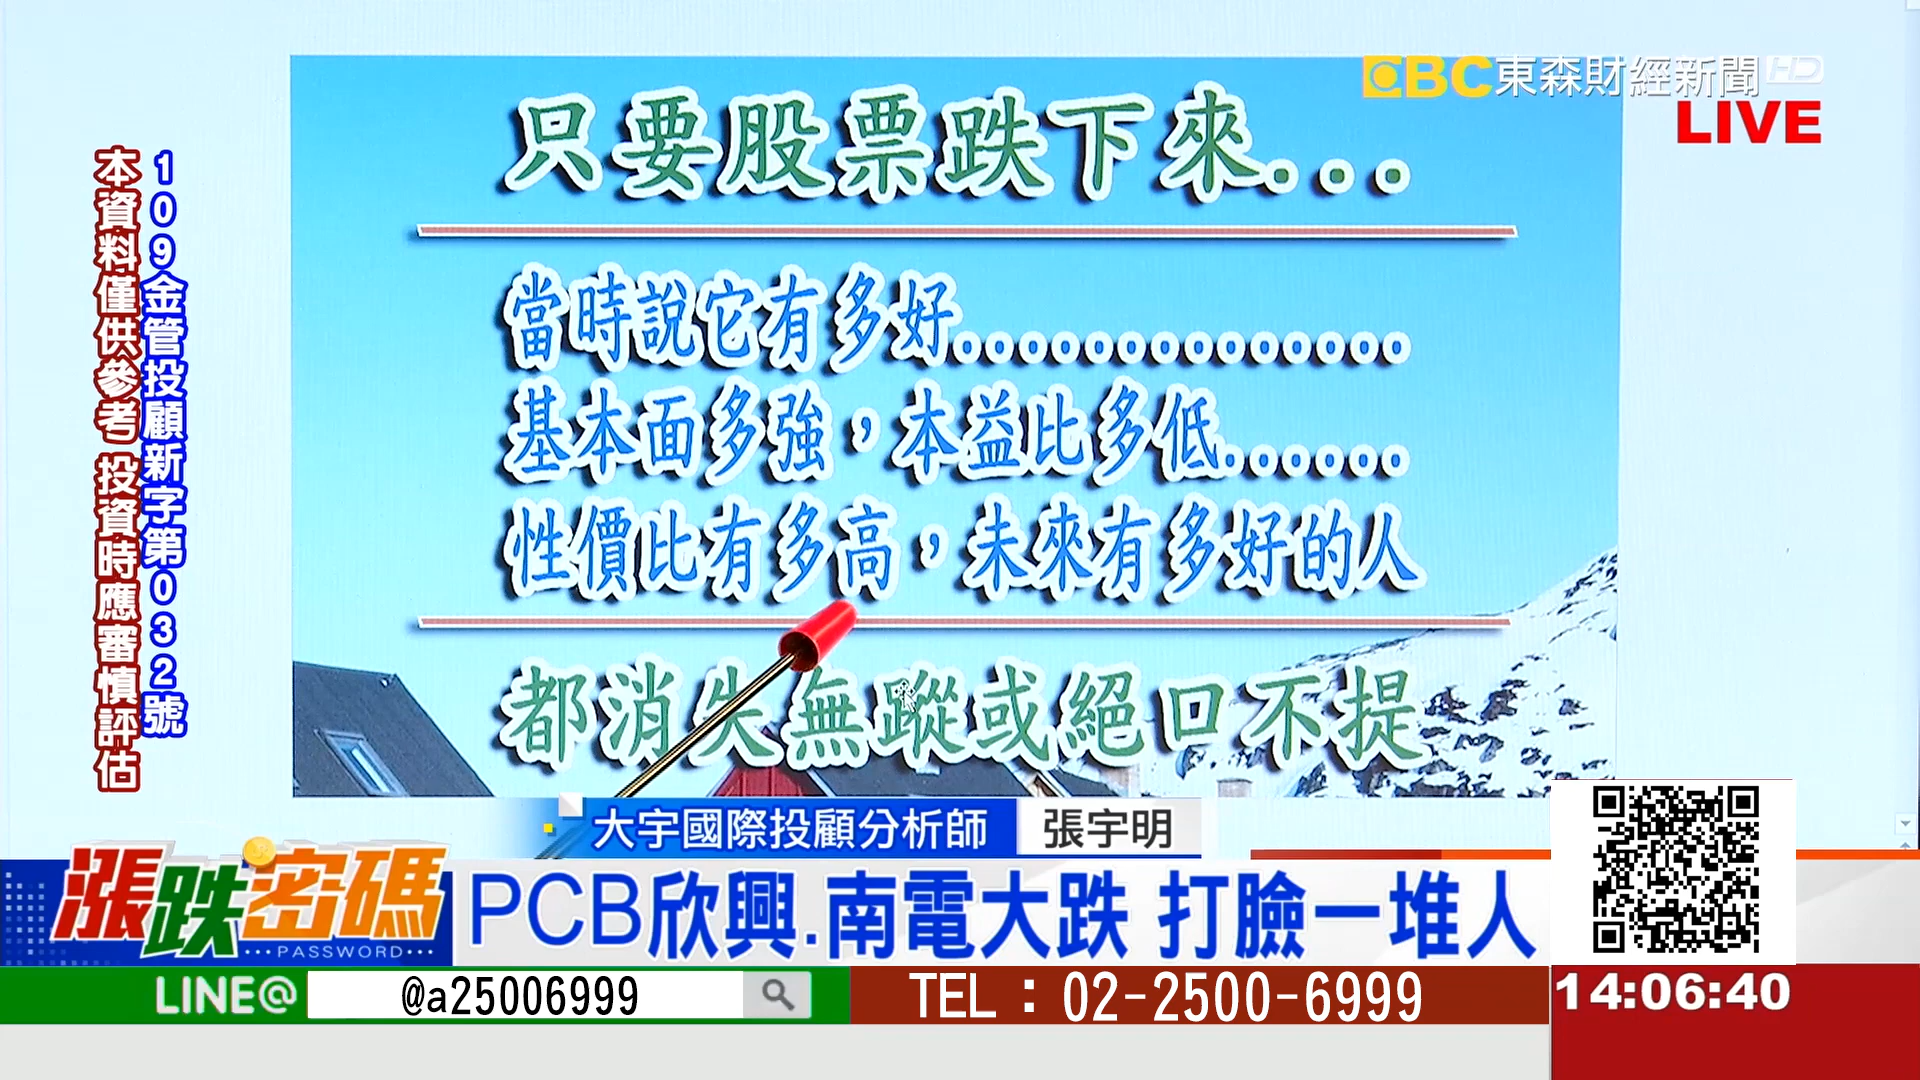 EBC東森財經新聞HD
LIVE
109金管投顧新字第032號
本資料僅供參考 投資時應審慎評估
只要股票跌下來...
當時說它有多好..............
基本面多強，本益比多低......
性價比有多高，未來有多好的人
都消失無蹤或絕口不提
大宇國際投顧分析師 張宇明
漲跌密碼
PASSWORD
PCB欣興.南電大跌 打臉一堆人
LINE@ @a25006999
TEL：02-2500-6999
14:06:40